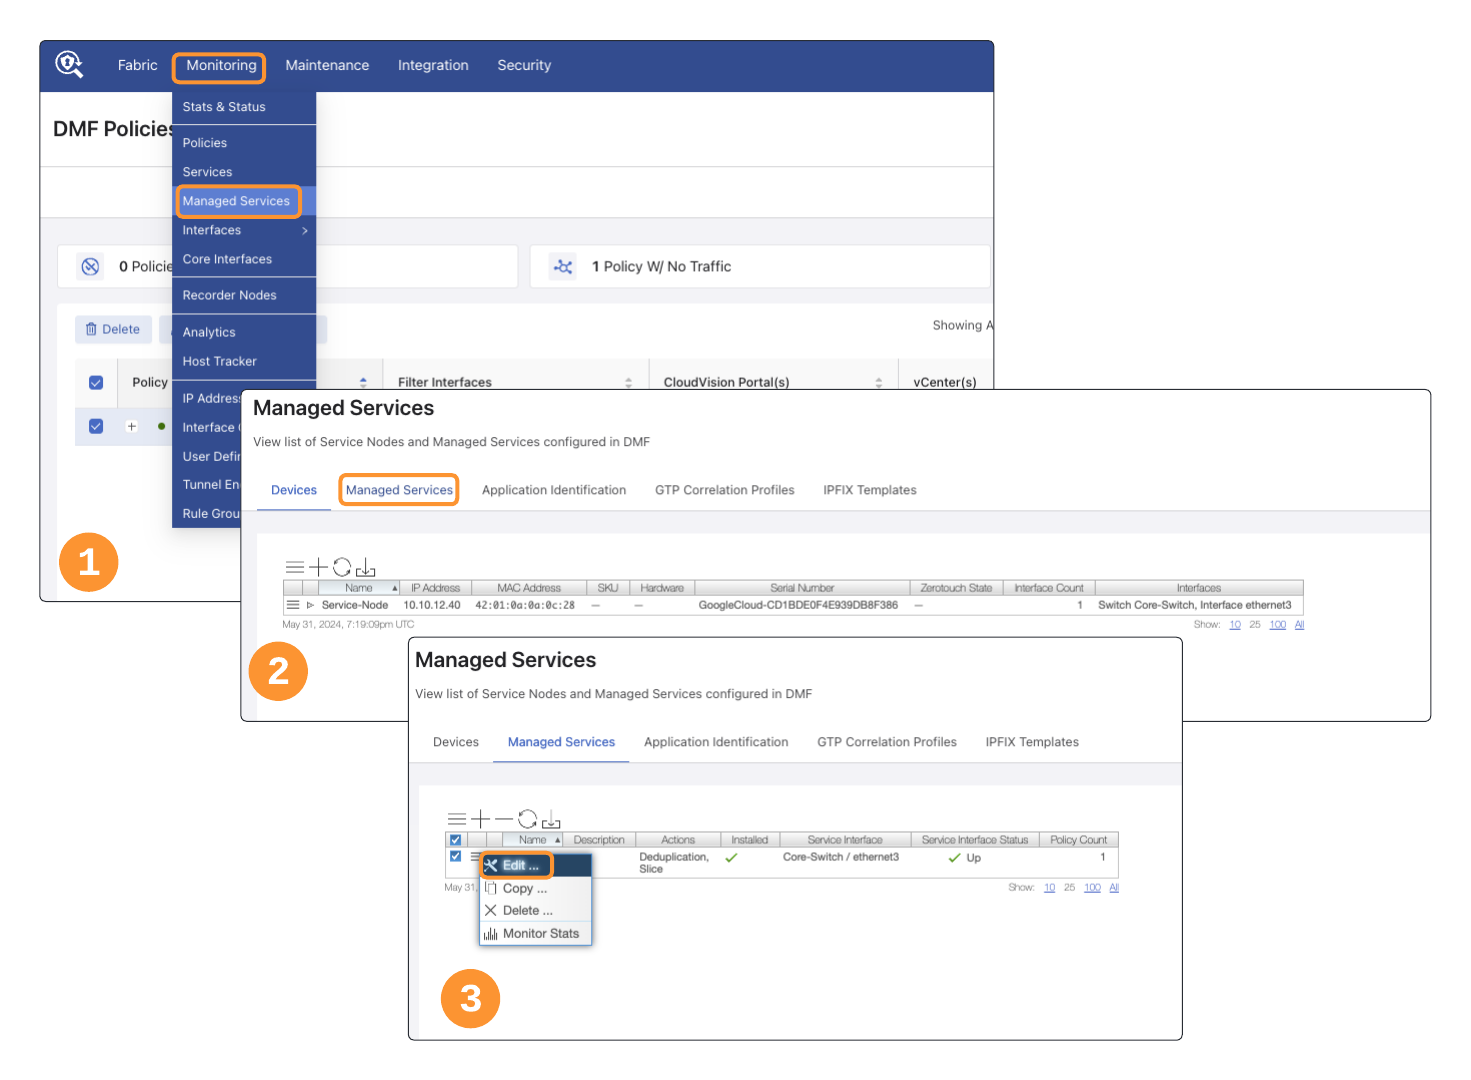 Fabric Monitoring Maintenance Integration Security
Stats & Status
DMF Policies
Policies
Services
Managed Services
Interfaces >
Core Interfaces
0 Policie
1 Policy W/ No Traffic
Recorder Nodes
Delete
Analytics
Showing A
Host Tracker
Policy Filter Interfaces CloudVision Portal(s) vCenter(s)
IP Addres
Interface
User Defin
Tunnel En
Rule Grou
1
Managed Services
View list of Service Nodes and Managed Services configured in DMF
Devices Managed Services Application Identification GTP Correlation Profiles IPFIX Templates
Name IP Address MAC Address SKU Hardware Serial Number Zerotouch State Interface Count Interfaces
Service-Node 10.10.12.40 42:01:0a:0a:0c:28 — — GoogleCloud-CD1BDE0F4E939DB8F386 — 1 Switch Core-Switch, Interface ethernet3
May 31, 2024, 7:19:09pm UTC Show: 10 25 100 All
2
Managed Services
View list of Service Nodes and Managed Services configured in DMF
Devices Managed Services Application Identification GTP Correlation Profiles IPFIX Templates
Name Description Actions Installed Service Interface Service Interface Status Policy Count
Deduplication, Core-Switch / ethernet3 Up 1
Slice
May 31, Show: 10 25 100 All
Edit ...
Copy ...
Delete ...
Monitor Stats
3